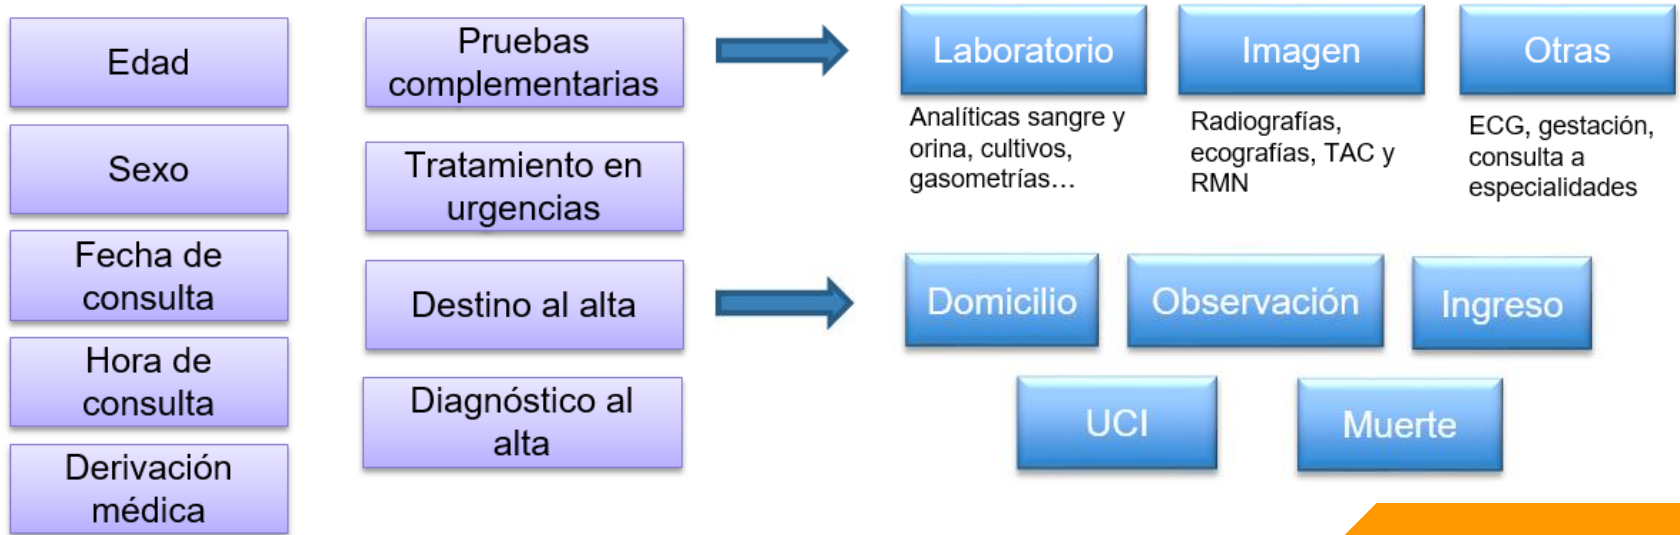 Edad
Sexo
Fecha de
consulta
Hora de
consulta
Derivación
médica
Pruebas
complementarias
Tratamiento en
urgencias
Destino al alta
Diagnóstico al
alta
Laboratorio
Analíticas sangre y
orina, cultivos,
gasometrías…
Imagen
Radiografías,
ecografías, TAC y
RMN
Otras
ECG, gestación,
consulta a
especialidades
Domicilio
Observación
Ingreso
UCI
Muerte